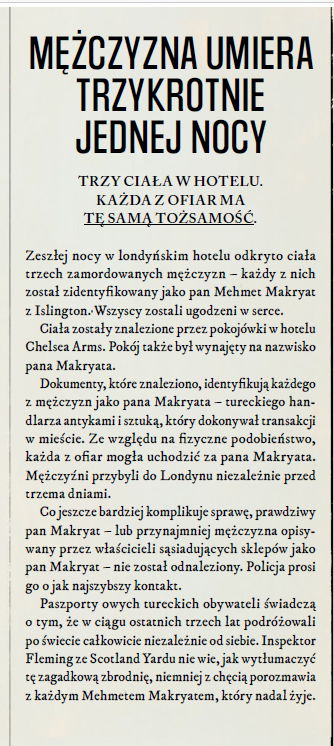 MĘŻCZYZNA UMIERA
TRZYKROTNIE
JEDNEJ NOCY
TRZY CIAŁA W HOTELU.
KAŻDA Z OFIAR MA
TĘ SAMĄ TOŻSAMOŚĆ.
Zeszłej nocy w londyńskim hotelu odkryto ciała
trzech zamordowanych mężczyzn – każdy z nich
został zidentyfikowany jako pan Mehmet Makryat
z Islington. Wszyscy zostali ugodzeni w serce.
Ciała zostały znalezione przez pokojówki w hotelu
Chelsea Arms. Pokój także był wynajęty na nazwisko
pana Makryata.
Dokumenty, które znaleziono, identyfikują każdego
z mężczyzn jako pana Makryata – tureckiego han-
dlarza antykami i sztuką, który dokonywał transakcji
w mieście. Ze względu na fizyczne podobieństwo,
każda z ofiar mogła uchodzić za pana Makryata.
Mężczyźni przybyli do Londynu niezależnie przed
trzema dniami.
Co jeszcze bardziej komplikuje sprawę, prawdziwy
pan Makryat – lub przynajmniej mężczyzna opisy-
wany przez właścicieli sąsiadujących sklepów jako
pan Makryat – nie został odnaleziony. Policja prosi
go o jak najszybszy kontakt.
Paszporty owych tureckich obywateli świadczą
o tym, że w ciągu ostatnich trzech lat podróżowali
po świecie całkowicie niezależnie od siebie. Inspektor
Fleming ze Scotland Yardu nie wie, jak wytłumaczyć
tę zagadkową zbrodnię, niemniej z chęcią porozmawia
z każdym Mehmetem Makryatem, który nadal żyje.